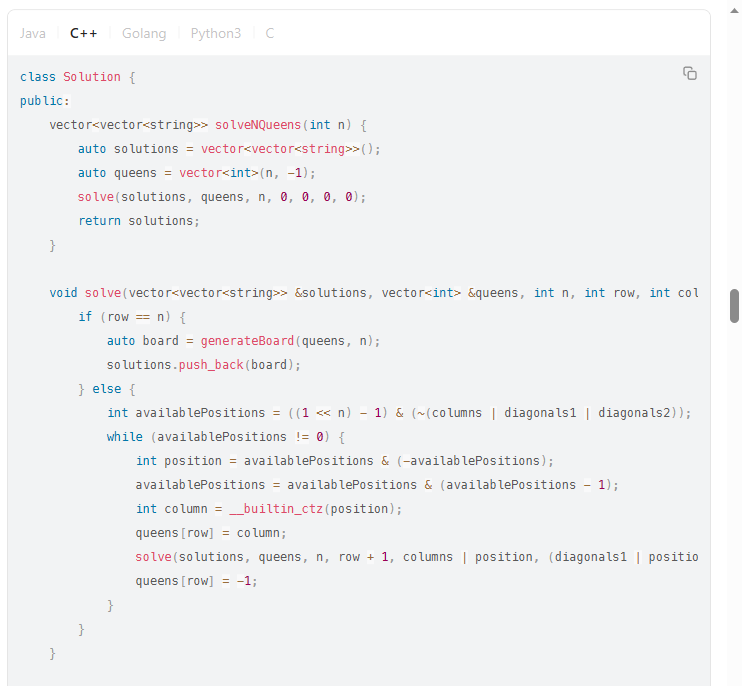 Java C++ Golang Python3 C
class Solution {
public:
    vector<vector<string>> solveNQueens(int n) {
        auto solutions = vector<vector<string>>();
        auto queens = vector<int>(n, -1);
        solve(solutions, queens, n, 0, 0, 0, 0);
        return solutions;
    }
    void solve(vector<vector<string>> &solutions, vector<int> &queens, int n, int row, int col
        if (row == n) {
            auto board = generateBoard(queens, n);
            solutions.push_back(board);
        } else {
            int availablePositions = ((1 << n) - 1) & (~(columns | diagonals1 | diagonals2));
            while (availablePositions != 0) {
                int position = availablePositions & (-availablePositions);
                availablePositions = availablePositions & (availablePositions - 1);
                int column = __builtin_ctz(position);
                queens[row] = column;
                solve(solutions, queens, n, row + 1, columns | position, (diagonals1 | positio
                queens[row] = -1;
            }
        }
    }